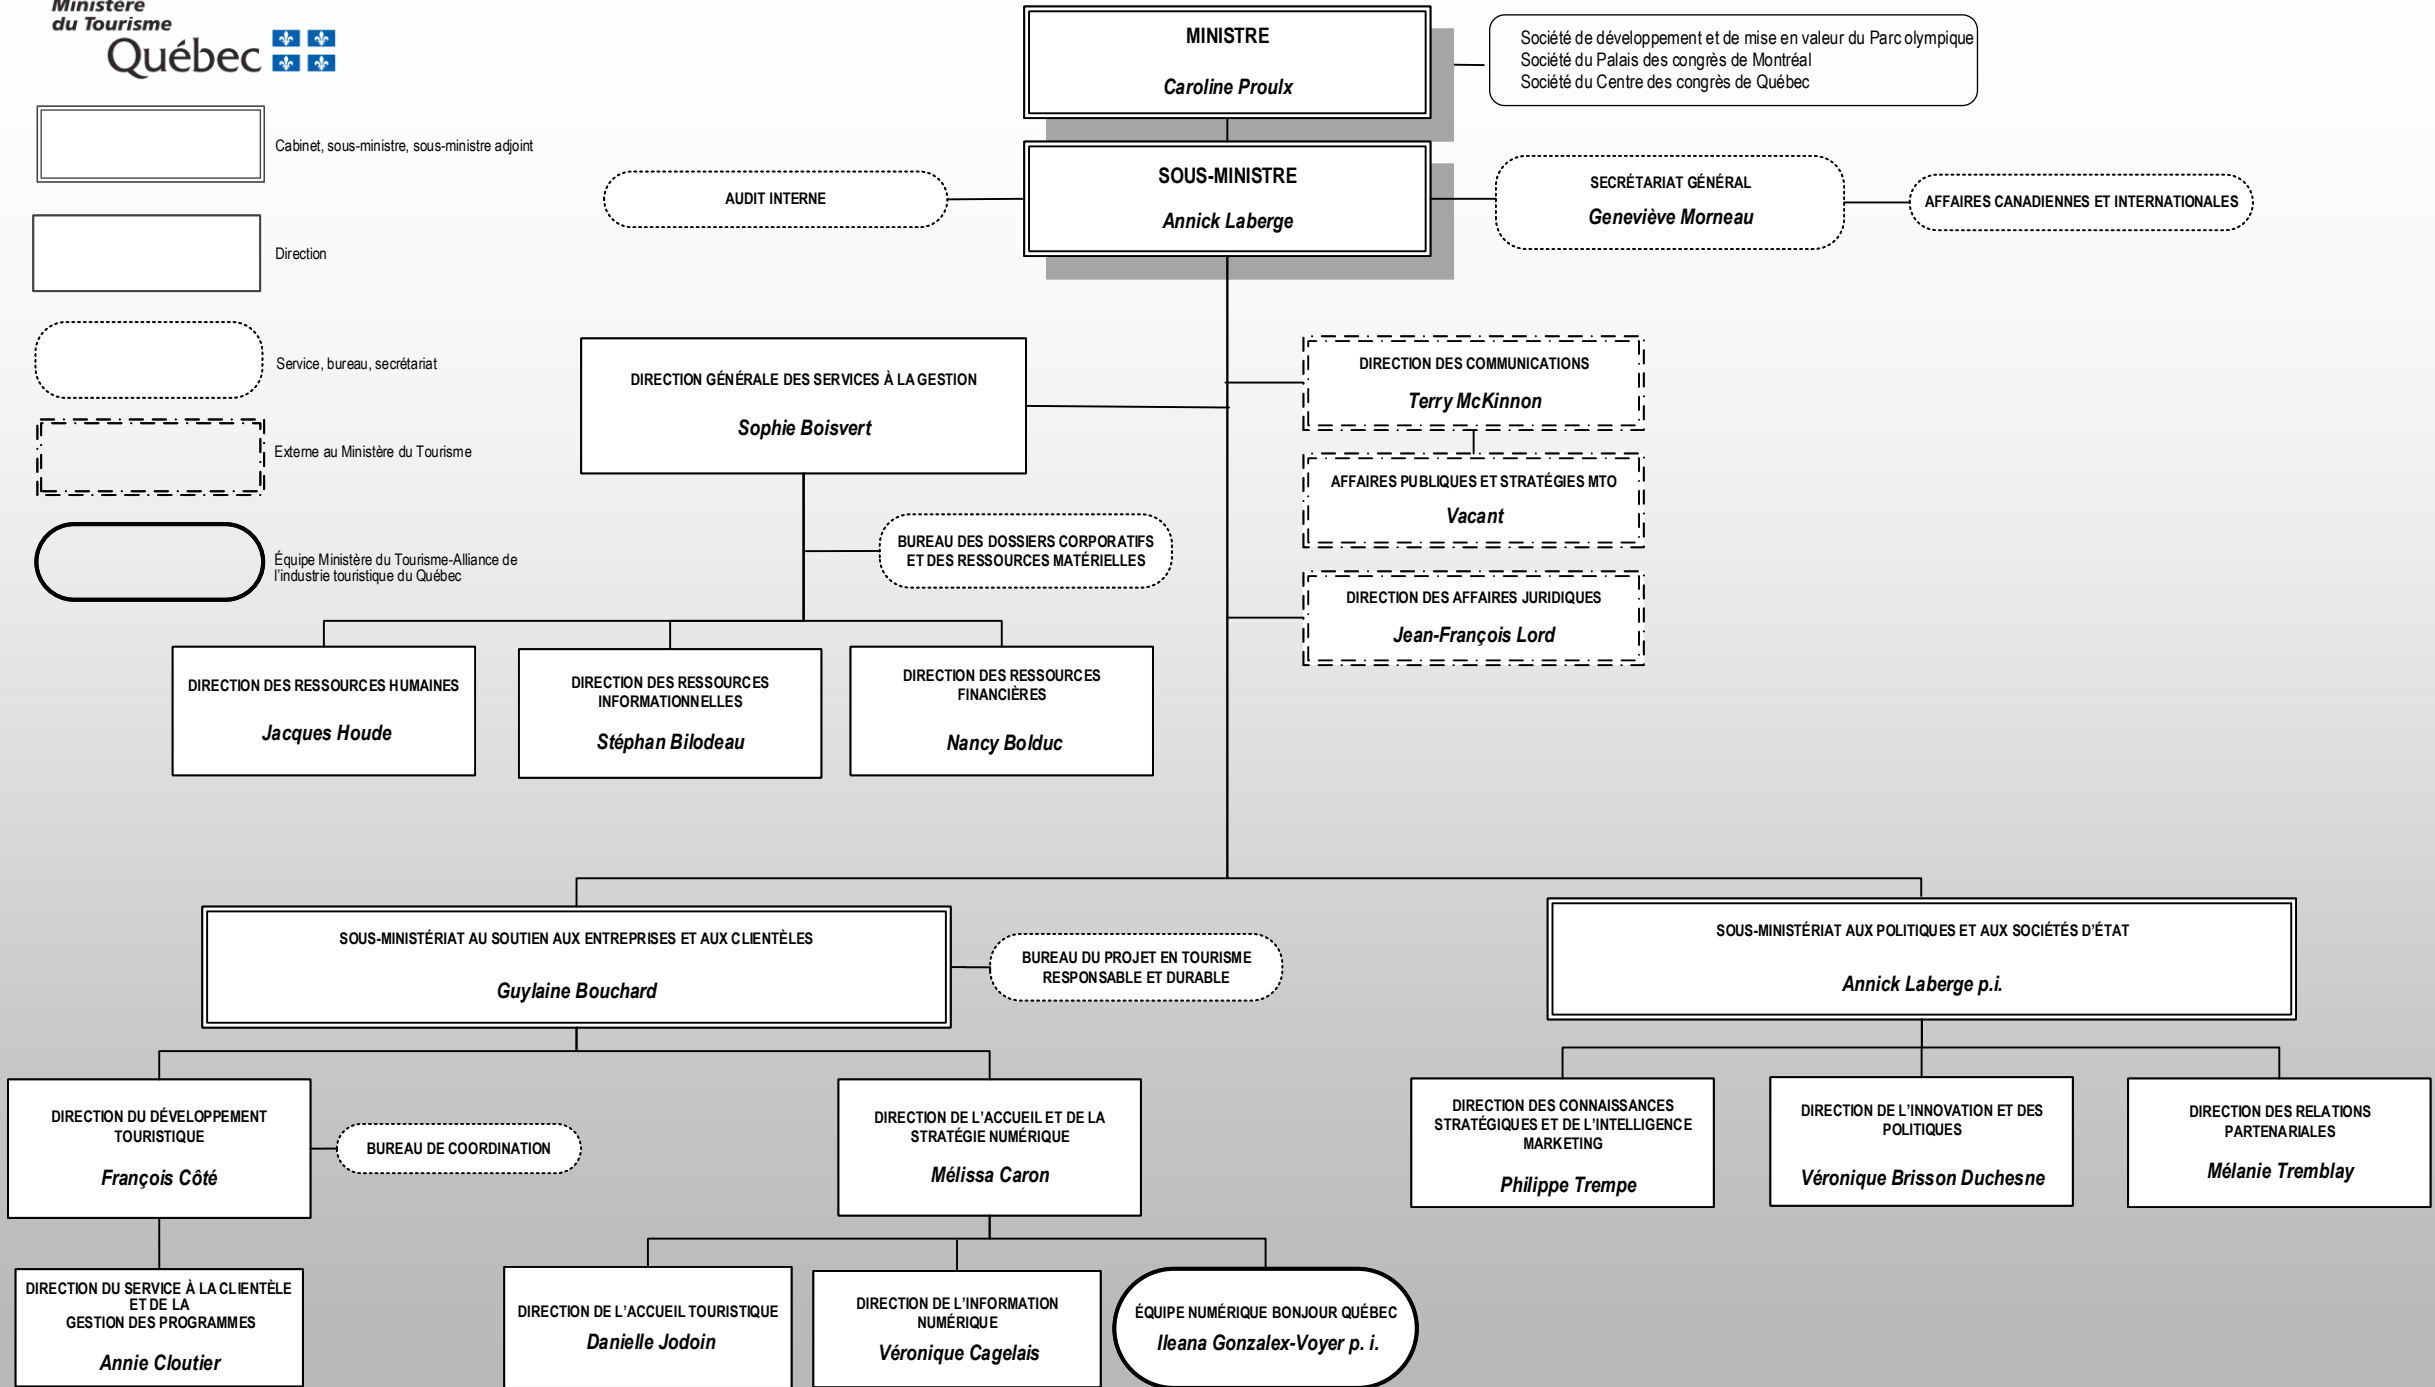 Ministère
du Tourisme
Québec
Cabinet, sous-ministre, sous-ministre adjoint
Direction
Service, bureau, secrétariat
Externe au Ministère du Tourisme
Équipe Ministère du Tourisme-Alliance de
l'industrie touristique du Québec
MINISTRE
Caroline Proulx
Société de développement et de mise en valeur du Parc olympique
Société du Palais des congrès de Montréal
Société du Centre des congrès de Québec
AUDIT INTERNE
SOUS-MINISTRE
Annick Laberge
SECRÉTARIAT GÉNÉRAL
Geneviève Morneau
AFFAIRES CANADIENNES ET INTERNATIONALES
DIRECTION GÉNÉRALE DES SERVICES À LA GESTION
Sophie Boisvert
DIRECTION DES COMMUNICATIONS
Terry McKinnon
AFFAIRES PUBLIQUES ET STRATÉGIES MTO
Vacant
BUREAU DES DOSSIERS CORPORATIFS
ET DES RESSOURCES MATÉRIELLES
DIRECTION DES AFFAIRES JURIDIQUES
Jean-François Lord
DIRECTION DES RESSOURCES HUMAINES
Jacques Houde
DIRECTION DES RESSOURCES
INFORMATIONNELLES
Stéphan Bilodeau
DIRECTION DES RESSOURCES
FINANCIÈRES
Nancy Bolduc
SOUS-MINISTÉRIAT AU SOUTIEN AUX ENTREPRISES ET AUX CLIENTÈLES
Guylaine Bouchard
BUREAU DU PROJET EN TOURISME
RESPONSABLE ET DURABLE
SOUS-MINISTÉRIAT AUX POLITIQUES ET AUX SOCIÉTÉS D'ÉTAT
Annick Laberge p.i.
DIRECTION DU DÉVELOPPEMENT
TOURISTIQUE
François Côté
BUREAU DE COORDINATION
DIRECTION DE L'ACCUEIL ET DE LA
STRATÉGIE NUMÉRIQUE
Mélissa Caron
DIRECTION DES CONNAISSANCES
STRATÉGIQUES ET DE L'INTELLIGENCE
MARKETING
Philippe Trempe
DIRECTION DE L'INNOVATION ET DES
POLITIQUES
Véronique Brisson Duchesne
DIRECTION DES RELATIONS
PARTENARIALES
Mélanie Tremblay
DIRECTION DU SERVICE À LA CLIENTÈLE
ET DE LA
GESTION DES PROGRAMMES
Annie Cloutier
DIRECTION DE L'ACCUEIL TOURISTIQUE
Danielle Jodoin
DIRECTION DE L'INFORMATION
NUMÉRIQUE
Véronique Cagelais
ÉQUIPE NUMÉRIQUE BONJOUR QUÉBEC
Ileana Gonzalex-Voyer p. i.